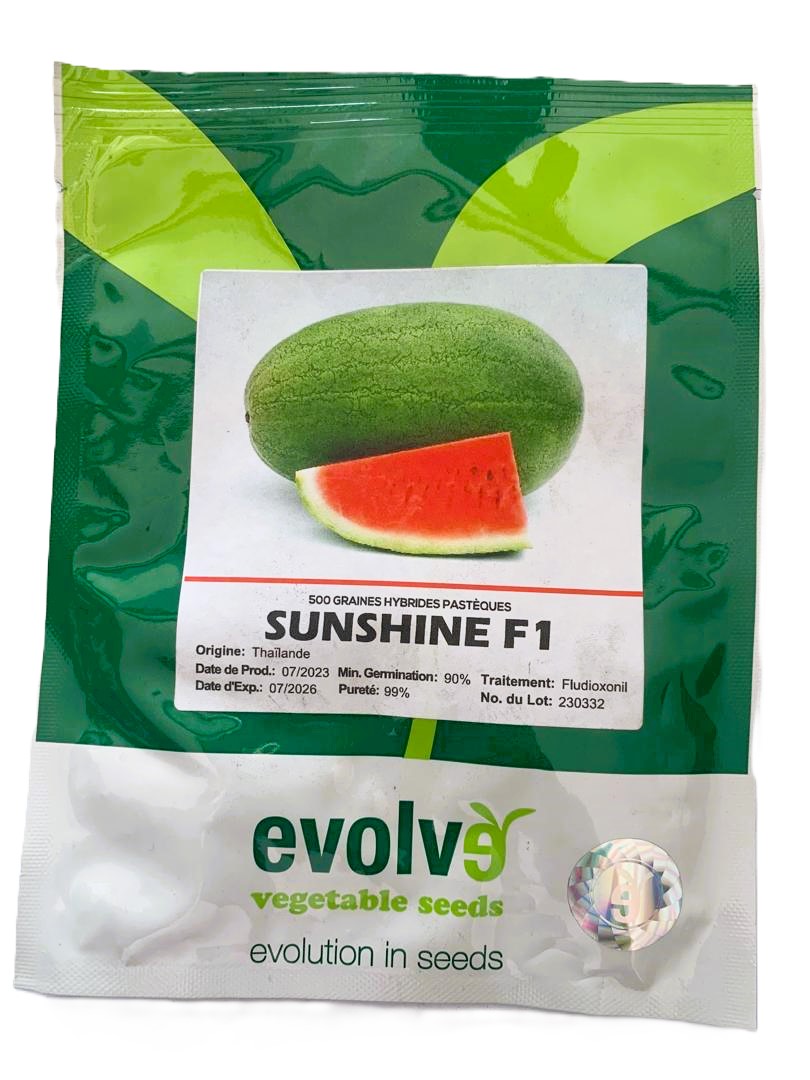 500 GRAINES HYBRIDES PASTÈQUES
SUNSHINE F1
Origine: Thaïlande
Date de Prod.: 07/2023 Min. Germination: 90% Traitement: Fludioxonil
Date d'Exp.: 07/2026 Pureté: 99% No. du Lot: 230332
evolve
vegetable seeds
evolution in seeds